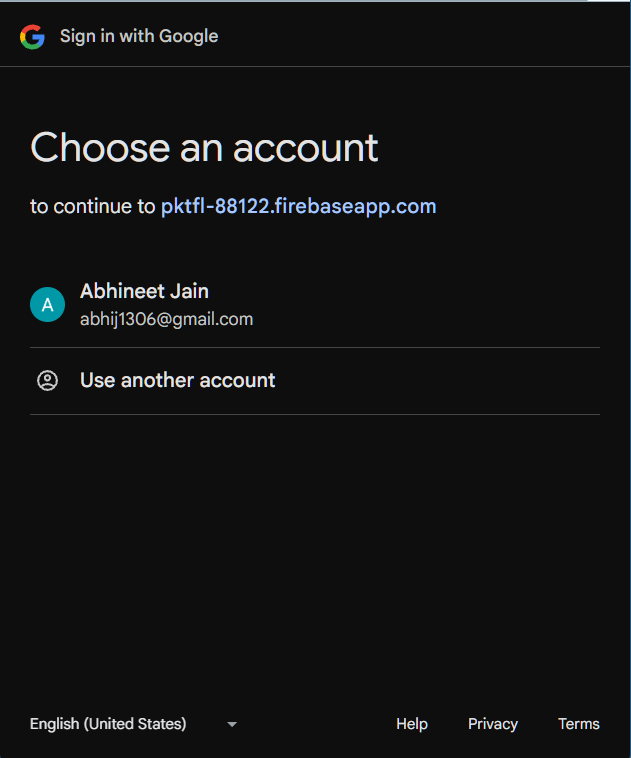 Sign in with Google
Choose an account
to continue to pktfl-88122.firebaseapp.com
A
Abhineet Jain
abhij1306@gmail.com
Use another account
English (United States)
Help Privacy Terms